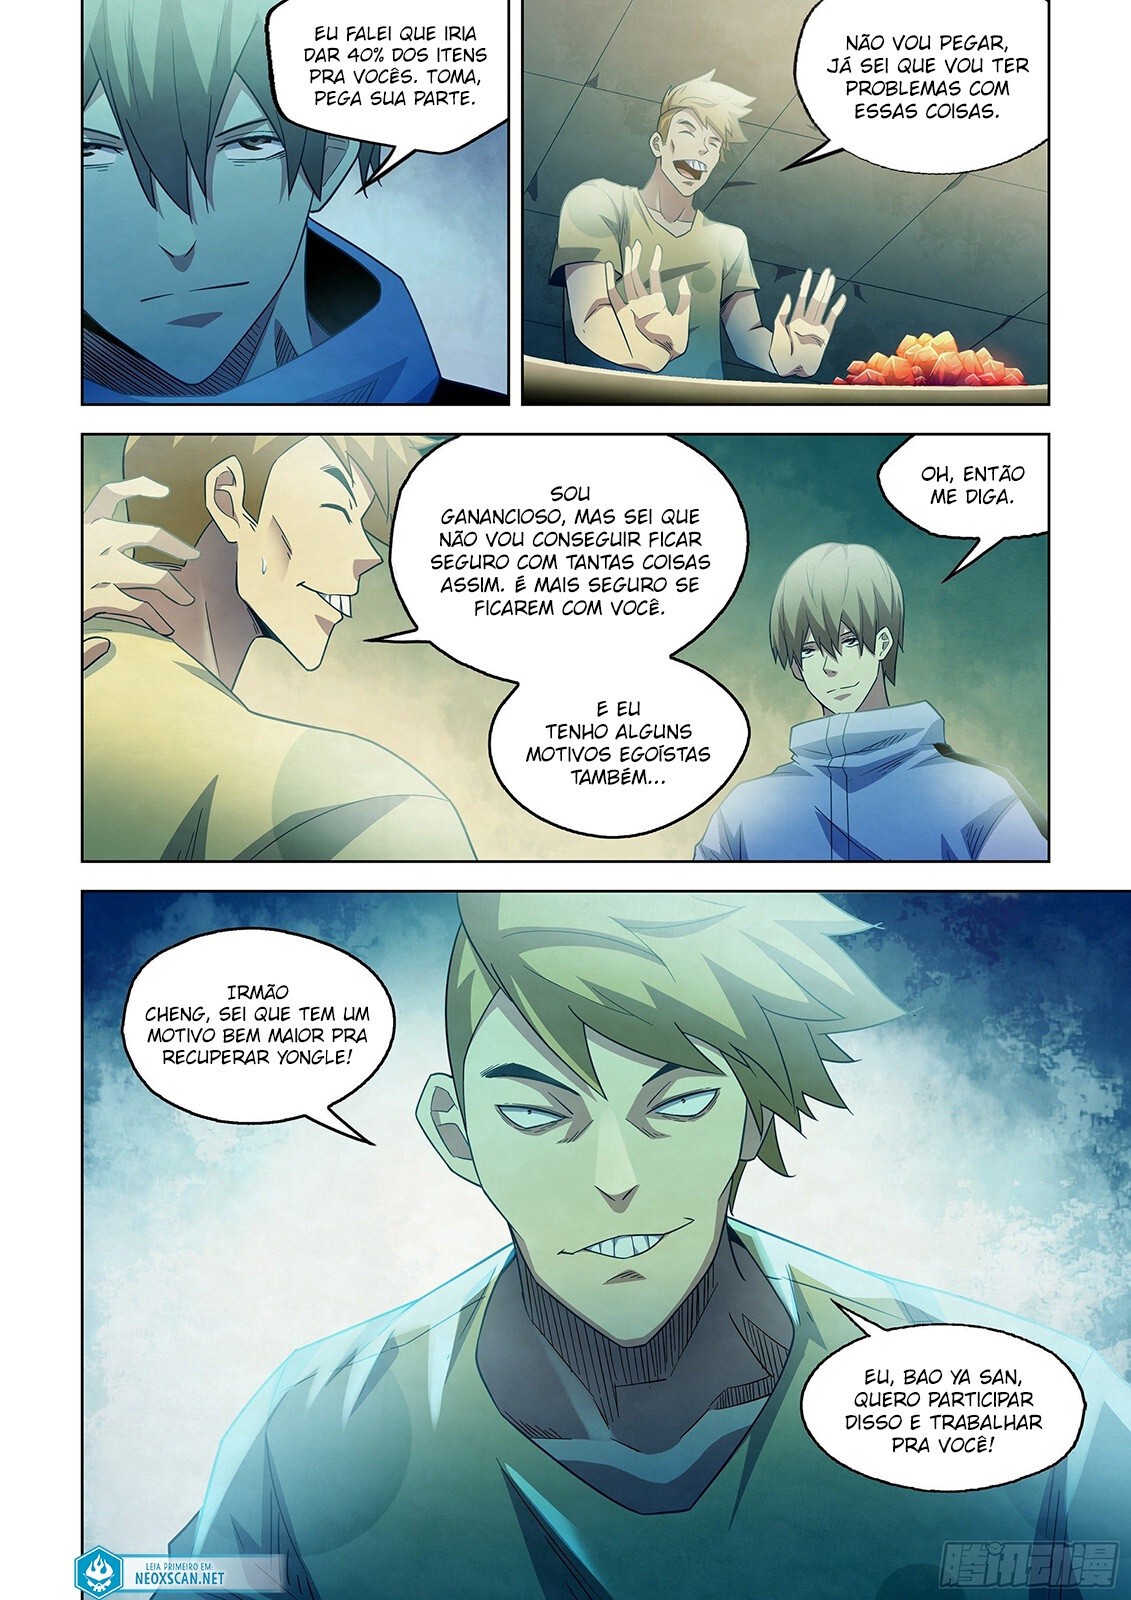 EU FALEI QUE IRIA
DAR 40% DOS ITENS
PRA VOCÊS. TOMA,
PEGA SUA PARTE.
NÃO VOU PEGAR,
JÁ SEI QUE VOU TER
PROBLEMAS COM
ESSAS COISAS.
SOU
GANANCIOSO, MAS SEI QUE
NÃO VOU CONSEGUIR FICAR
SEGURO COM TANTAS COISAS
ASSIM. É MAIS SEGURO SE
FICAREM COM VOCÊ.
E EU
TENHO ALGUNS
MOTIVOS EGOÍSTAS
TAMBÉM...
OH, ENTÃO
ME DIGA.
IRMÃO
CHENG, SEI QUE TEM UM
MOTIVO BEM MAIOR PRA
RECUPERAR YONGLE!
EU, BAO YA SAN,
QUERO PARTICIPAR
DISSO E TRABALHAR
PRA VOCÊ!
LEIA PRIMEIRO EM:
NEOXSCAN.NET
腾讯动漫